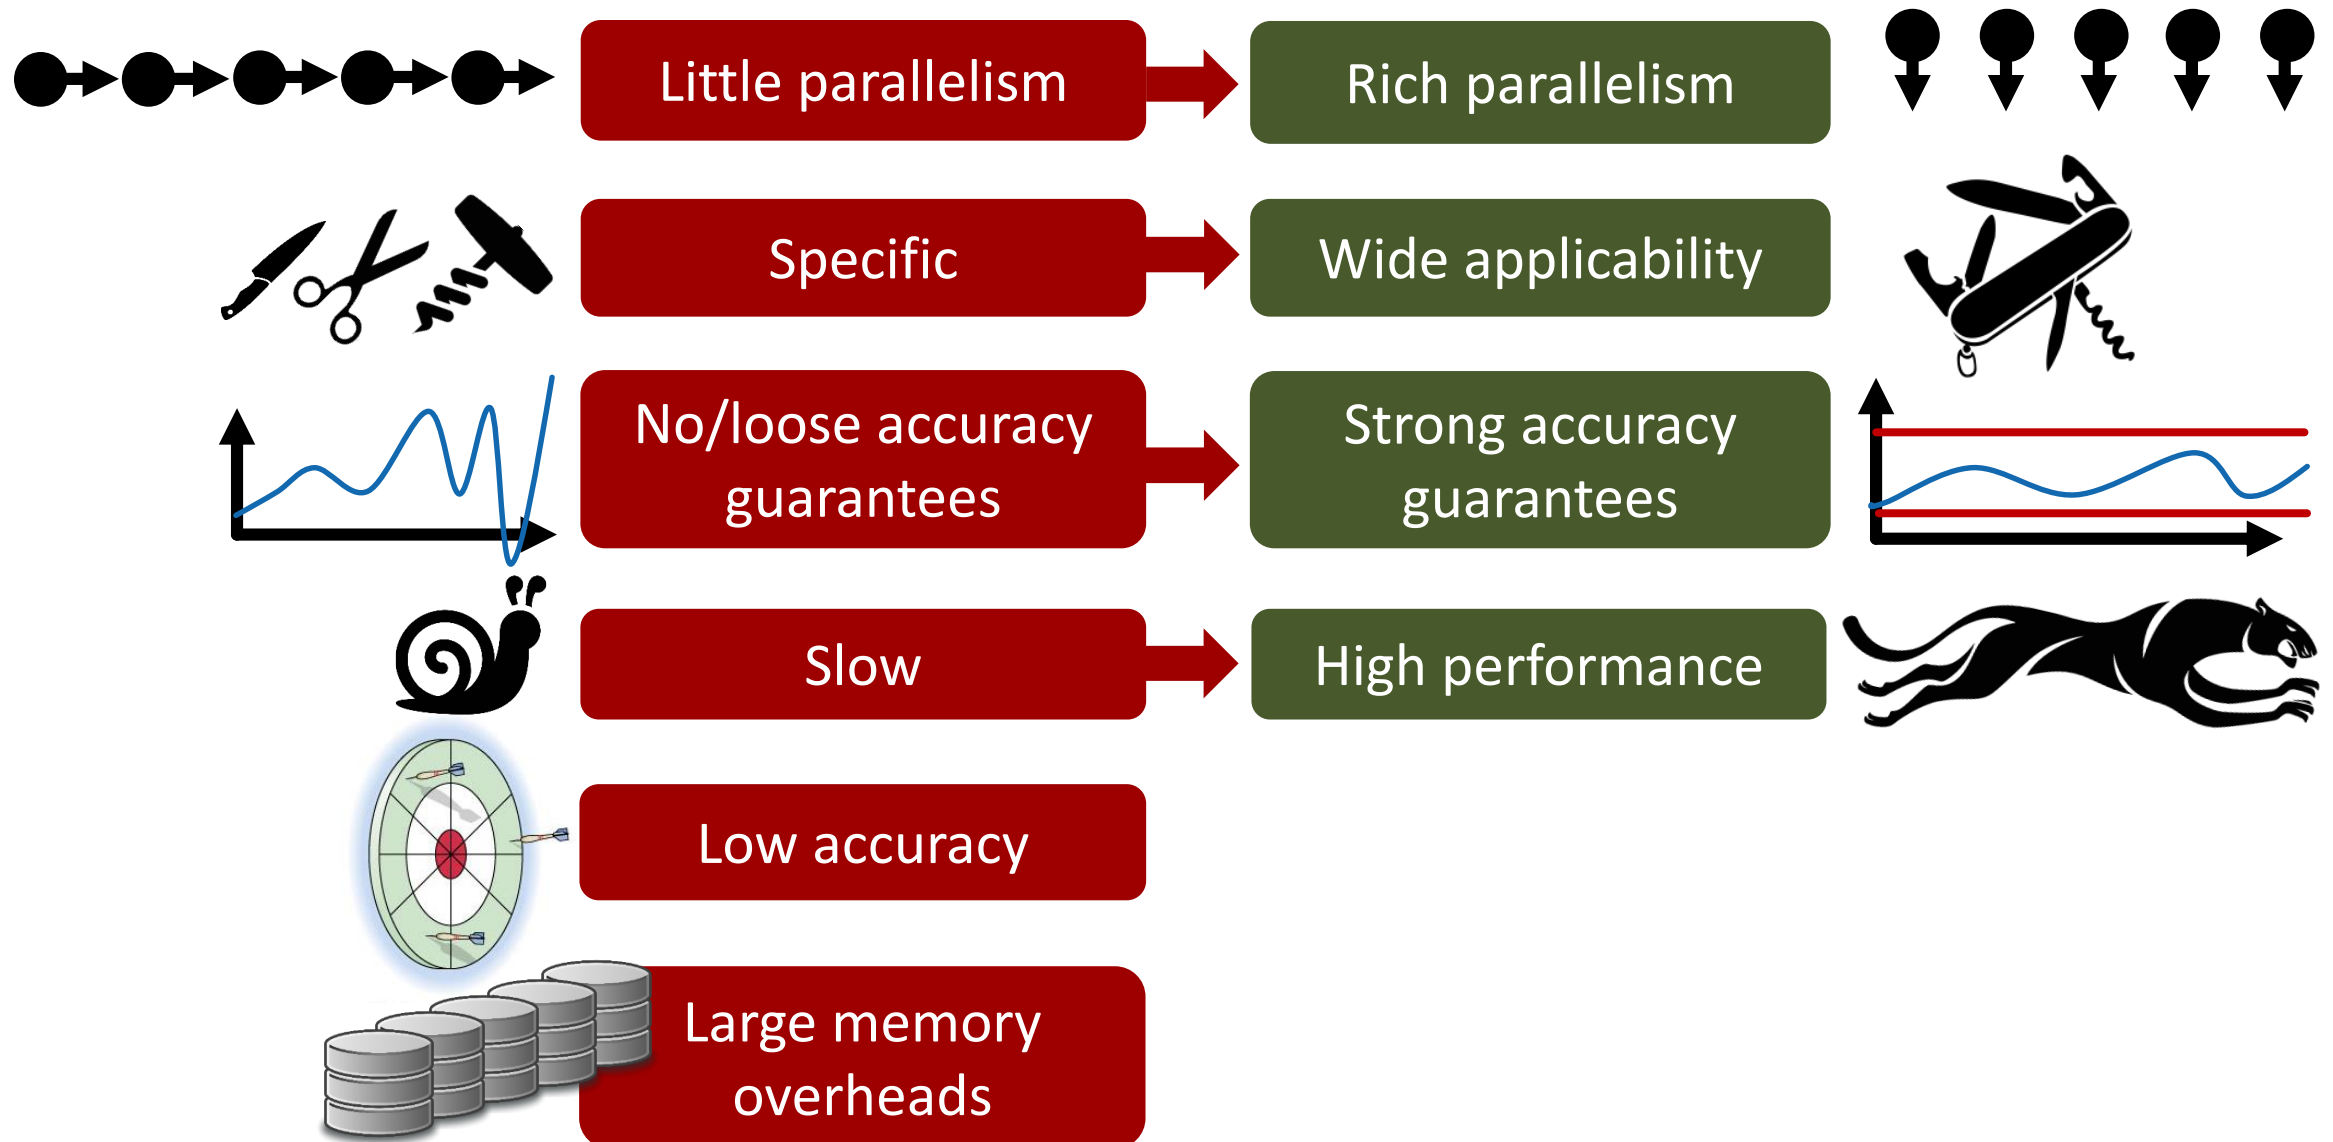 Little parallelism
Rich parallelism
Specific
Wide applicability
No/loose accuracy
guarantees
Strong accuracy
guarantees
Slow
High performance
Low accuracy
Large memory
overheads